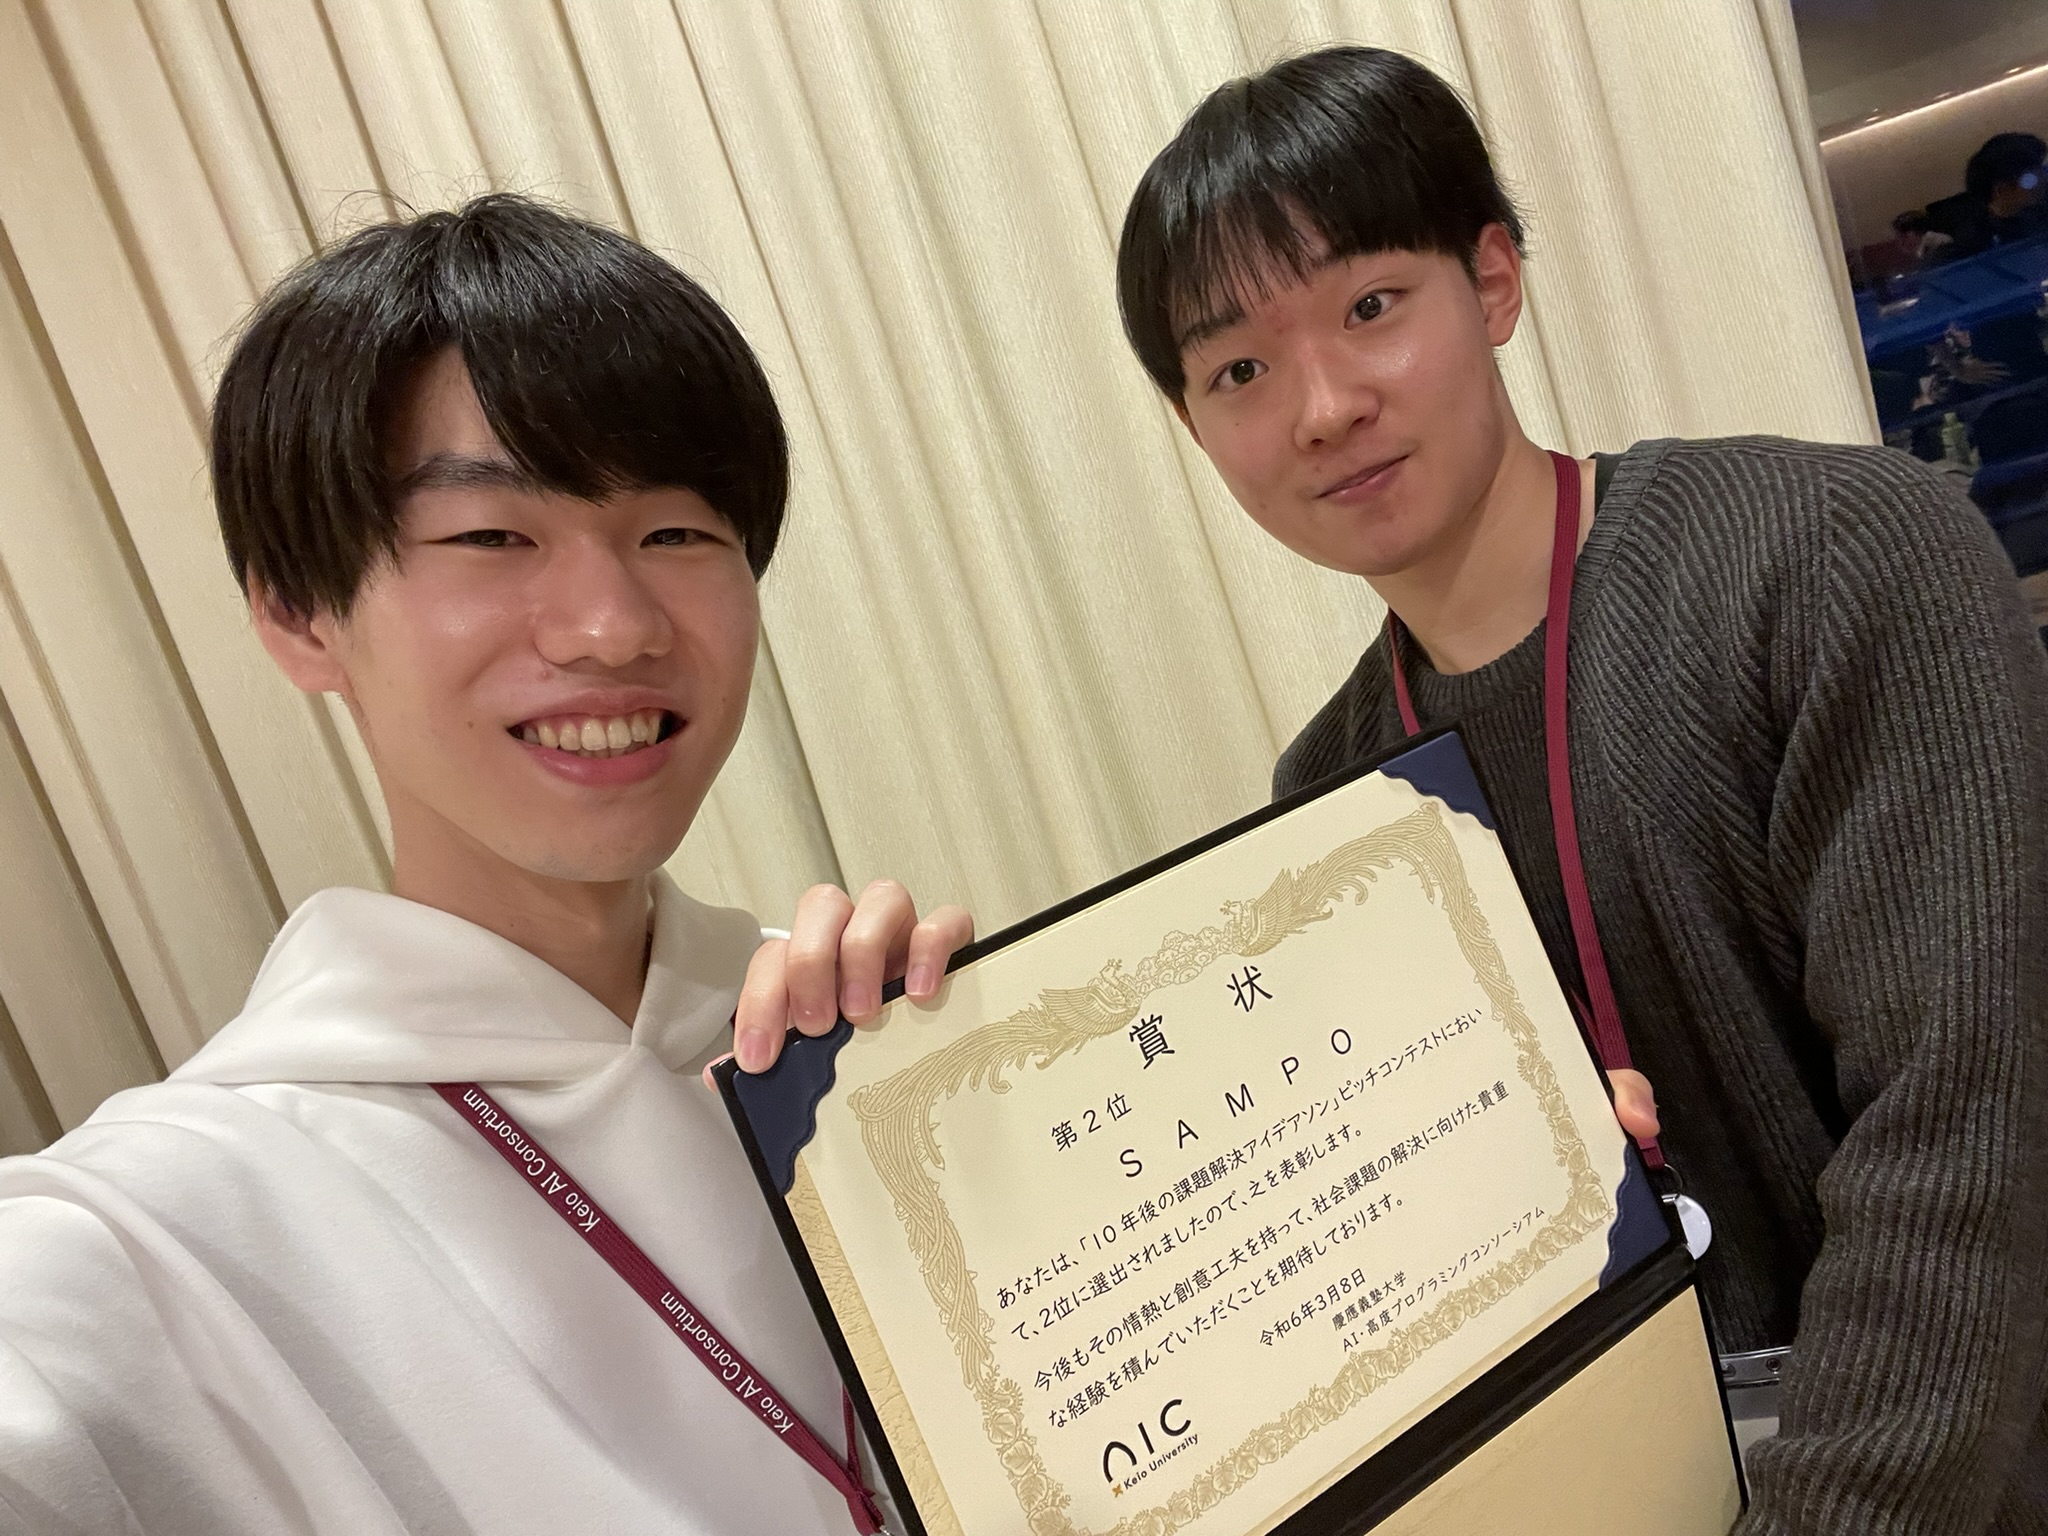 賞状
第2位
SAMPO
あなたは、「10年後の課題解決アイデアソン」ピッチコンテストにおい
て、2位に選出されましたので、之を表彰します。
今後もその情熱と創意工夫を持って、社会課題の解決に向けた貴重
な経験を積んでいただくことを期待しております。
令和6年3月8日
慶應義塾大学
AI・高度プログラミングコンソーシアム
AIC
Keio University
Keio AI Consortium
Keio AI Consortium